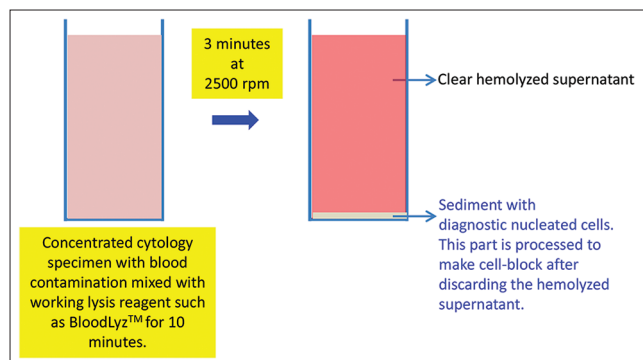 3 minutes
at
2500 rpm
Clear hemolyzed supernatant
Sediment with
diagnostic nucleated cells.
This part is processed to
make cell-block after
discarding the hemolyzed
supernatant.
Concentrated cytology
specimen with blood
contamination mixed with
working lysis reagent such
as BloodLyz™ for 10
minutes.